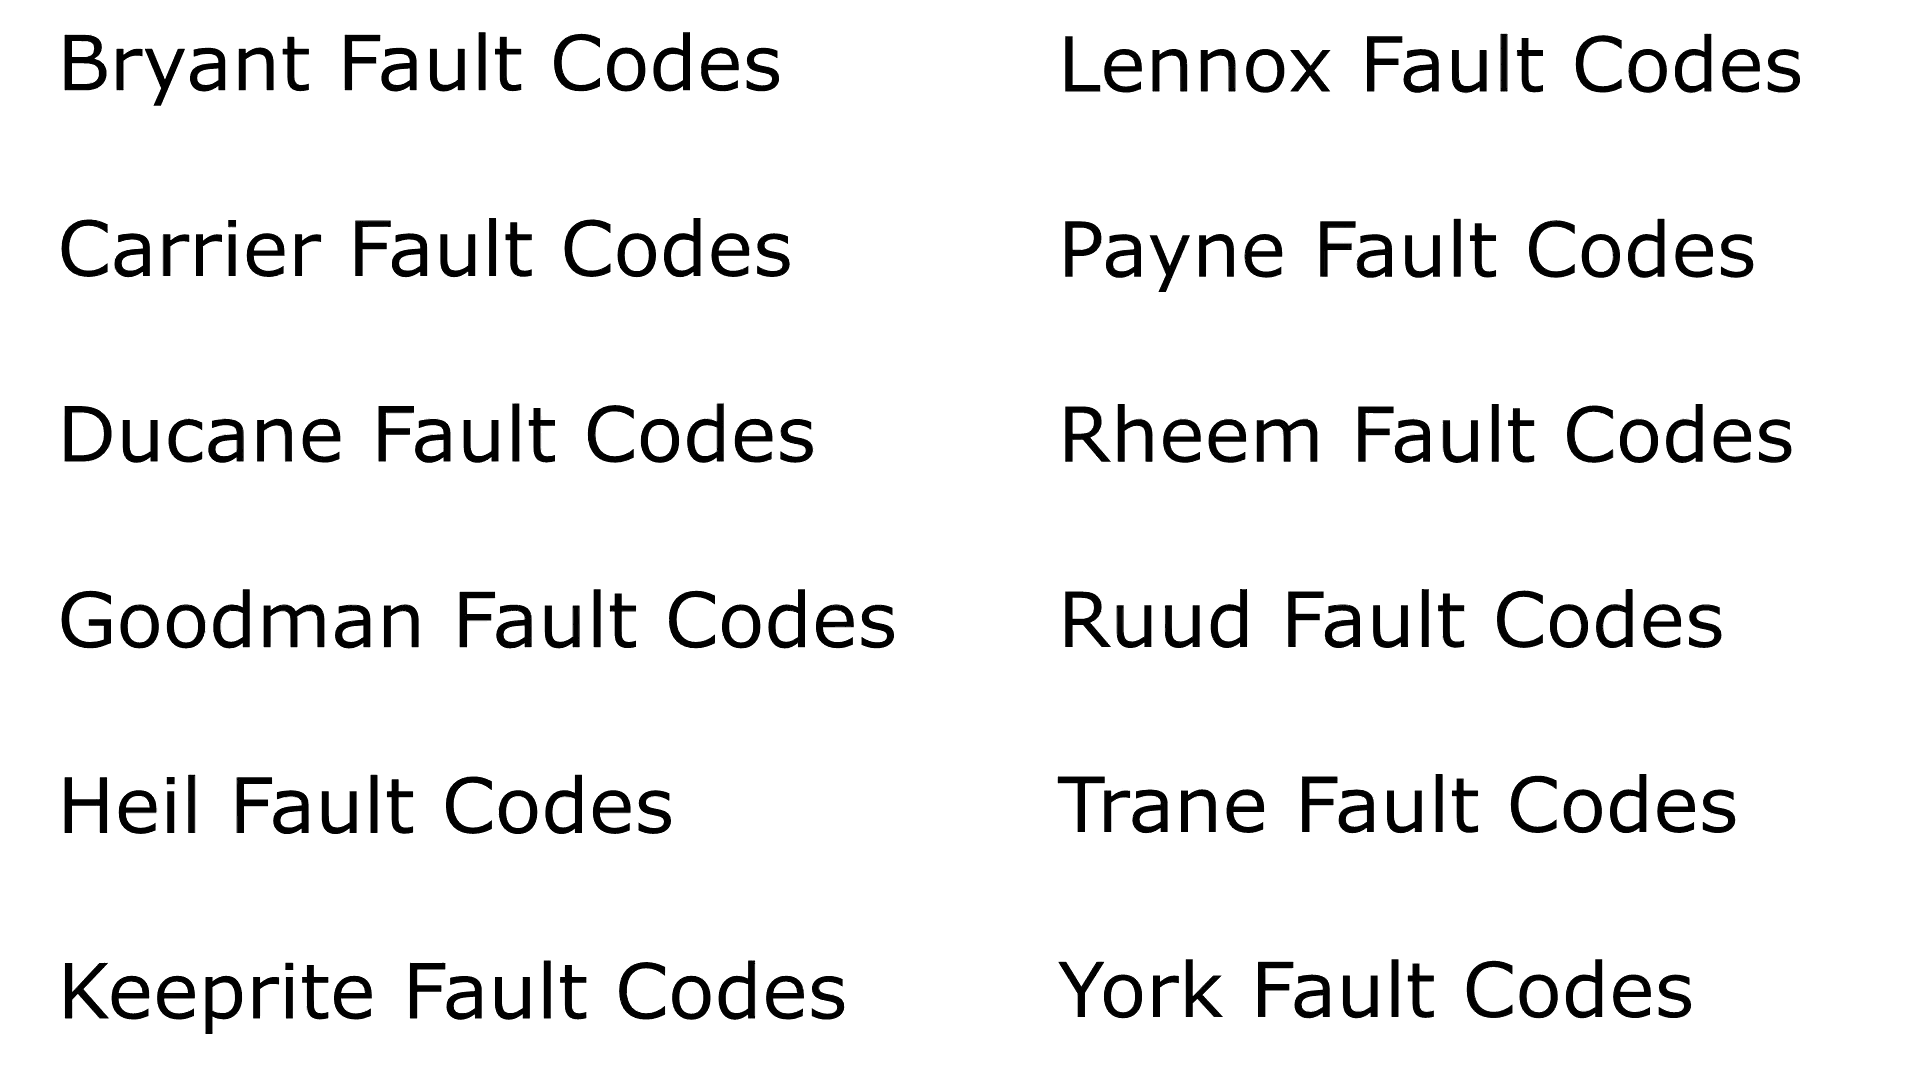 Bryant Fault Codes
Carrier Fault Codes
Ducane Fault Codes
Goodman Fault Codes
Heil Fault Codes
Keeprite Fault Codes
Lennox Fault Codes
Payne Fault Codes
Rheem Fault Codes
Ruud Fault Codes
Trane Fault Codes
York Fault Codes